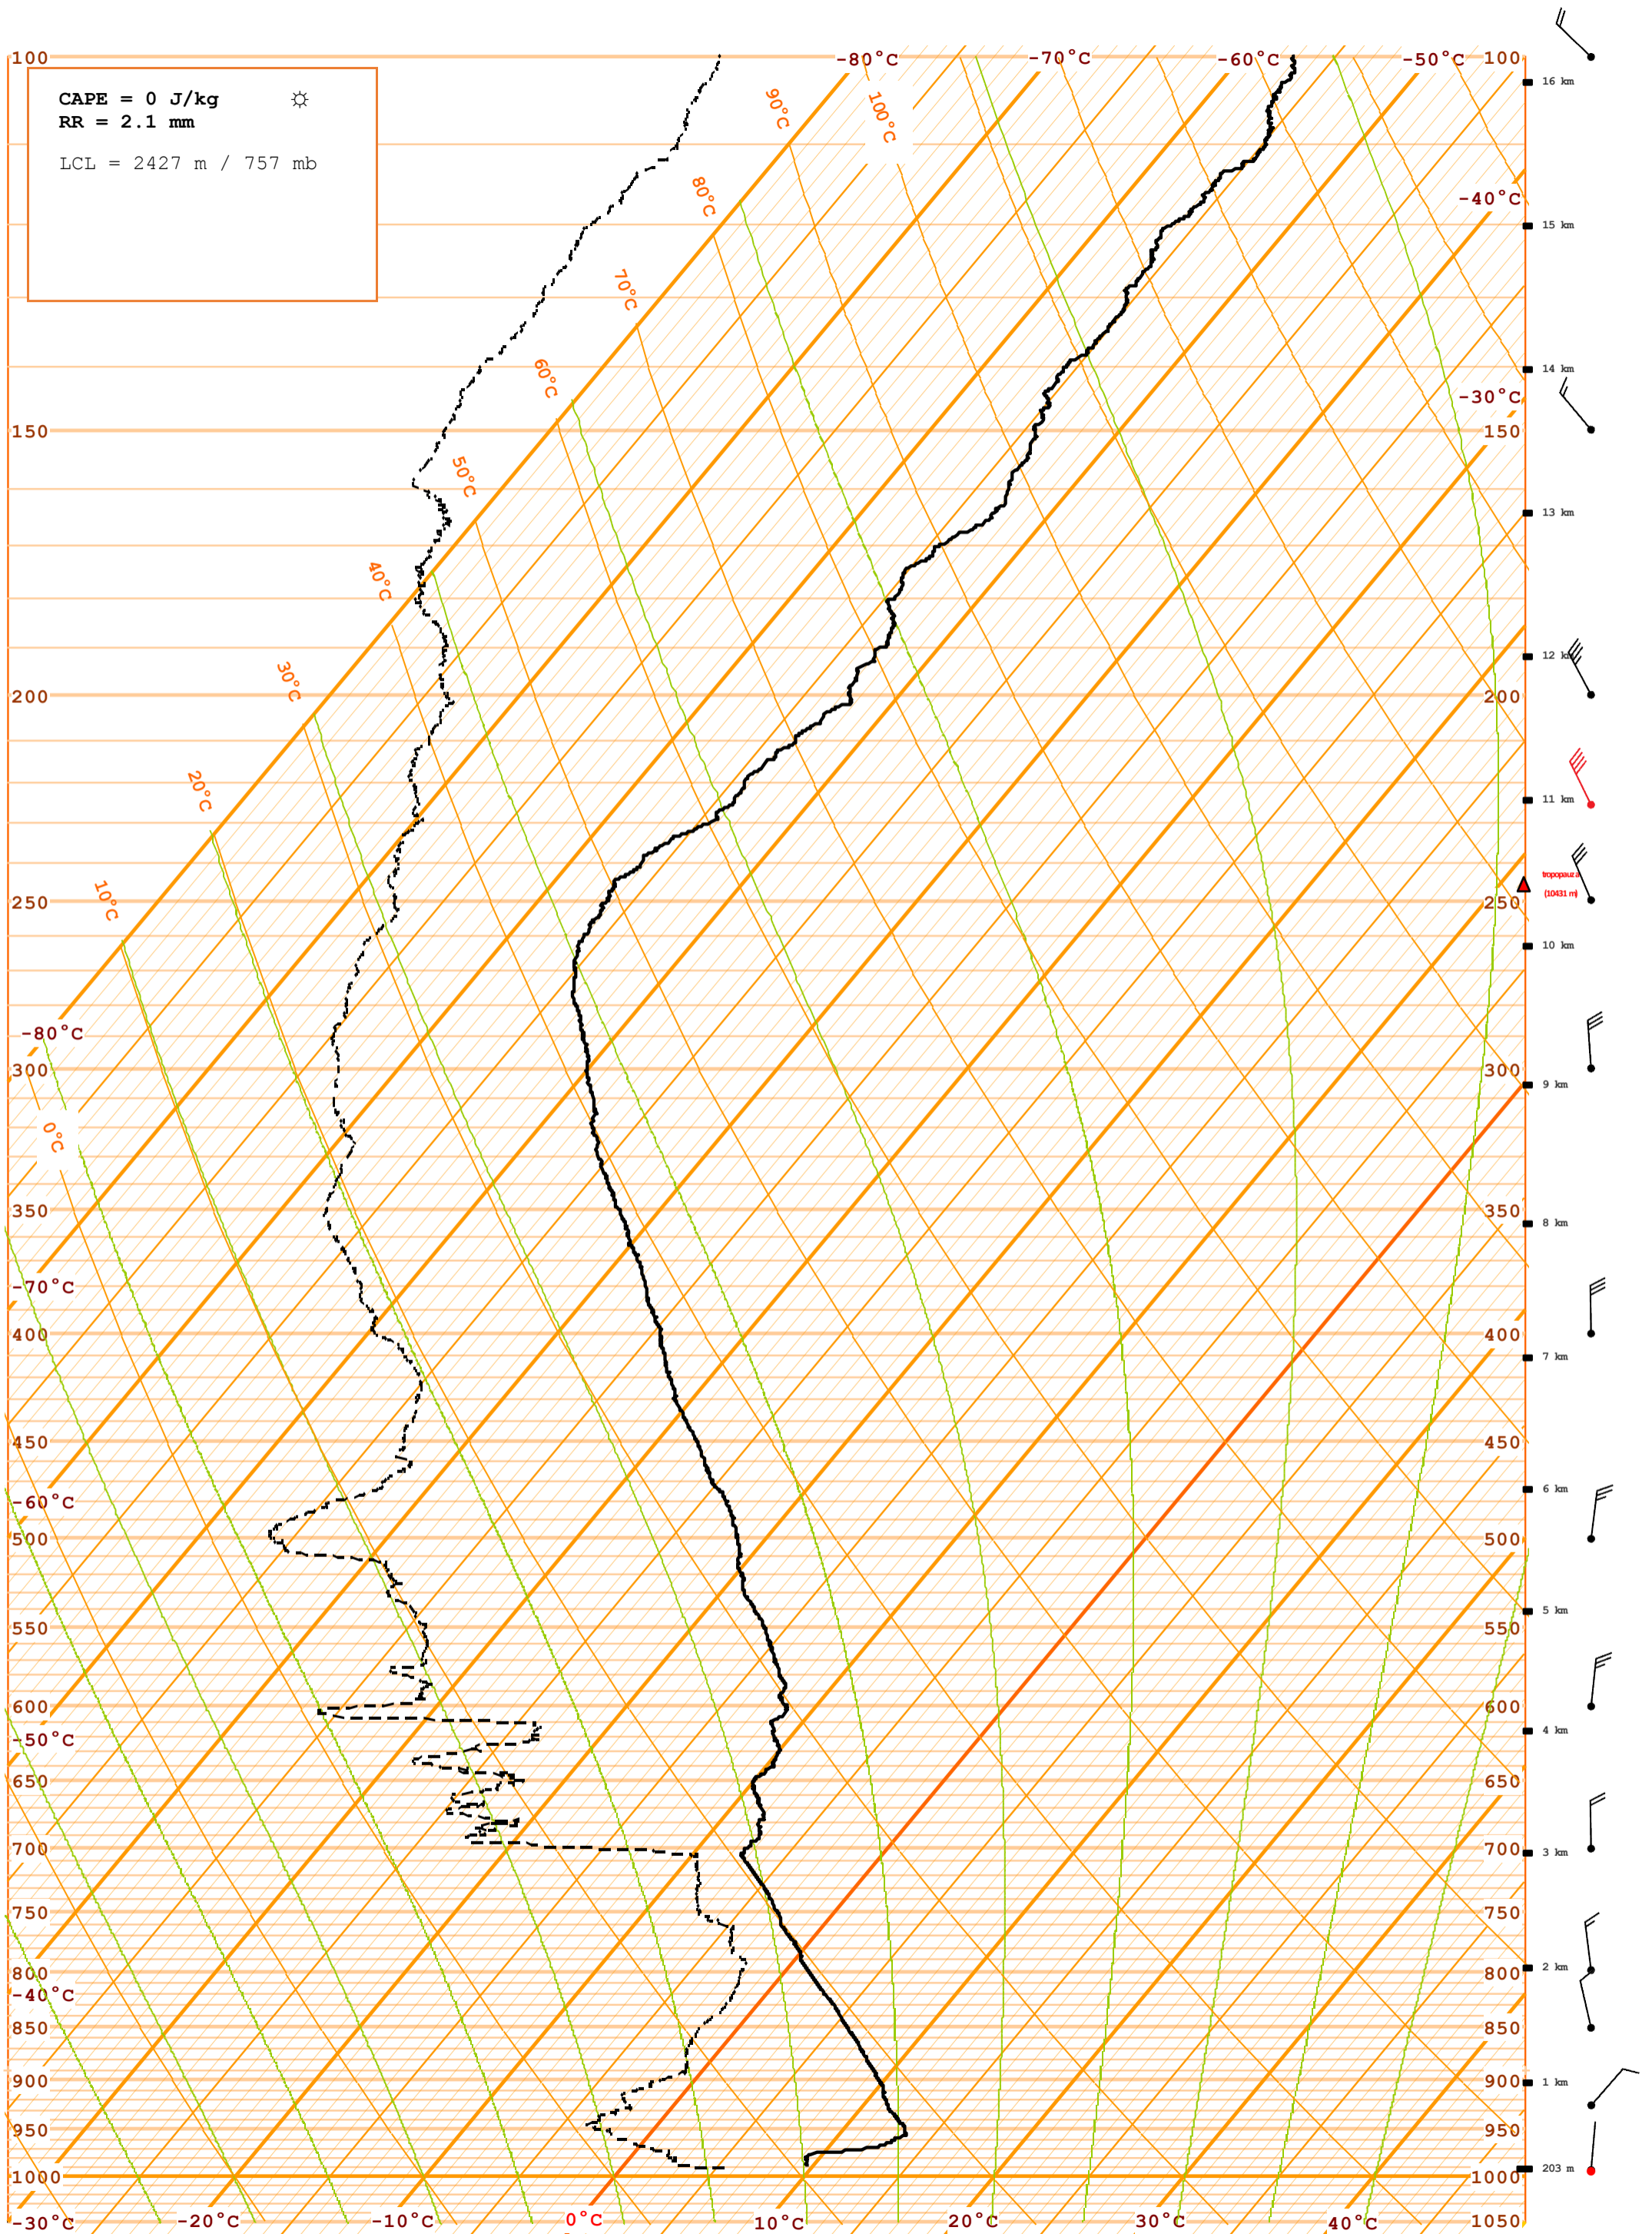 -80°C -70°C -60°C -50°C
100 100
16 km
CAPE = 0 J/kg ☼
RR = 2.1 mm
LCL = 2427 m / 757 mb
90°C 100°C
80°C -40°C
15 km
70°C
60°C 14 km
-30°C
150 150
50°C
13 km
40°C
12 km
30°C
200 200
20°C 11 km
tropopauza
(10431 m)
10°C
250 250
10 km
-80°C
300 300
9 km
0°C
350 350
8 km
-70°C
400 400
7 km
450 450
6 km
-60°C
500 500
5 km
550 550
600 600
4 km
-50°C
650 650
700 700
3 km
750 750
2 km
800 800
-40°C
850 850
900 900
1 km
950 950
203 m
1000 1000
-30°C -20°C -10°C 0°C 10°C 20°C 30°C 40°C 1050